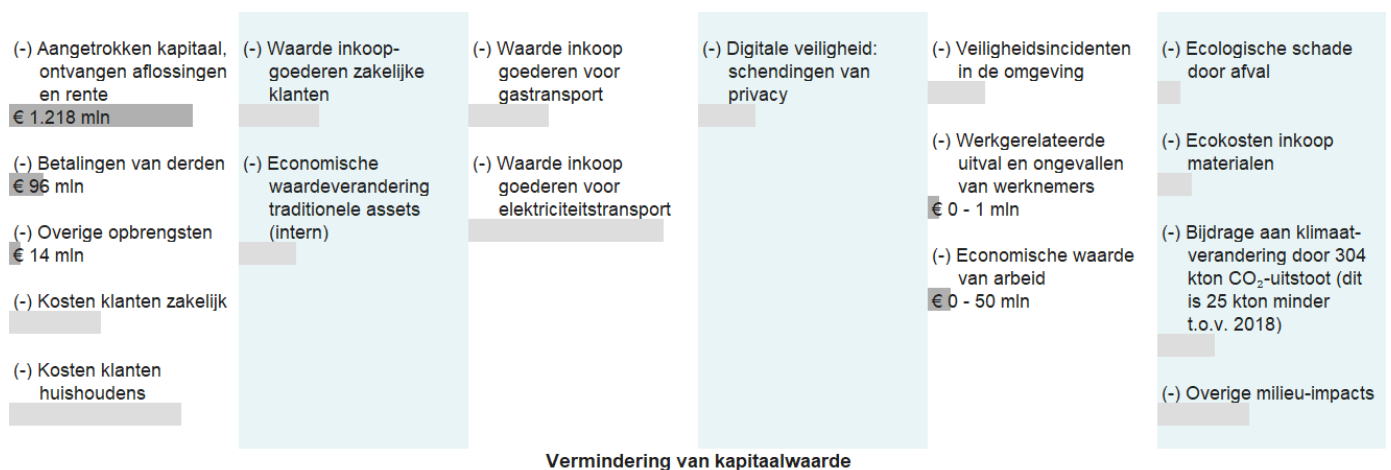 (-) Aangetrokken kapitaal,
ontvangen aflossingen
en rente
€ 1.218 mln
(-) Betalingen van derden
€ 96 mln
(-) Overige opbrengsten
€ 14 mln
(-) Kosten klanten zakelijk
(-) Kosten klanten
huishoudens
(-) Waarde inkoop-
goederen zakelijke
klanten
(-) Economische
waardeverandering
traditionele assets
(intern)
(-) Waarde inkoop
goederen voor
gastransport
(-) Waarde inkoop
goederen voor
elektriciteitstransport
(-) Digitale veiligheid:
schendingen van
privacy
(-) Veiligheidsincidenten
in de omgeving
(-) Werkgerelateerde
uitval en ongevallen
van werknemers
€ 0 - 1 mln
(-) Economische waarde
van arbeid
€ 0 - 50 mln
(-) Ecologische schade
door afval
(-) Ecokosten inkoop
materialen
(-) Bijdrage aan klimaat-
verandering door 304
kton CO₂-uitstoot (dit
is 25 kton minder
t.o.v. 2018)
(-) Overige milieu-impacts
Vermindering van kapitaalwaarde